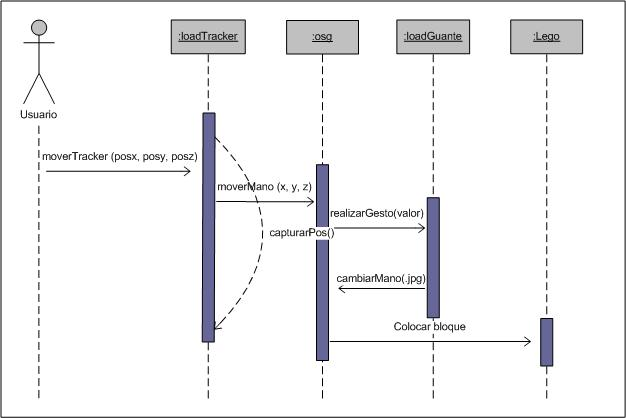 :loadTracker
:osg
:loadGuante
:Lego
Usuario
moverTracker (posx, posy, posz)
moverMano (x, y, z)
realizarGesto(valor)
capturarPos()
cambiarMano(.jpg)
Colocar bloque